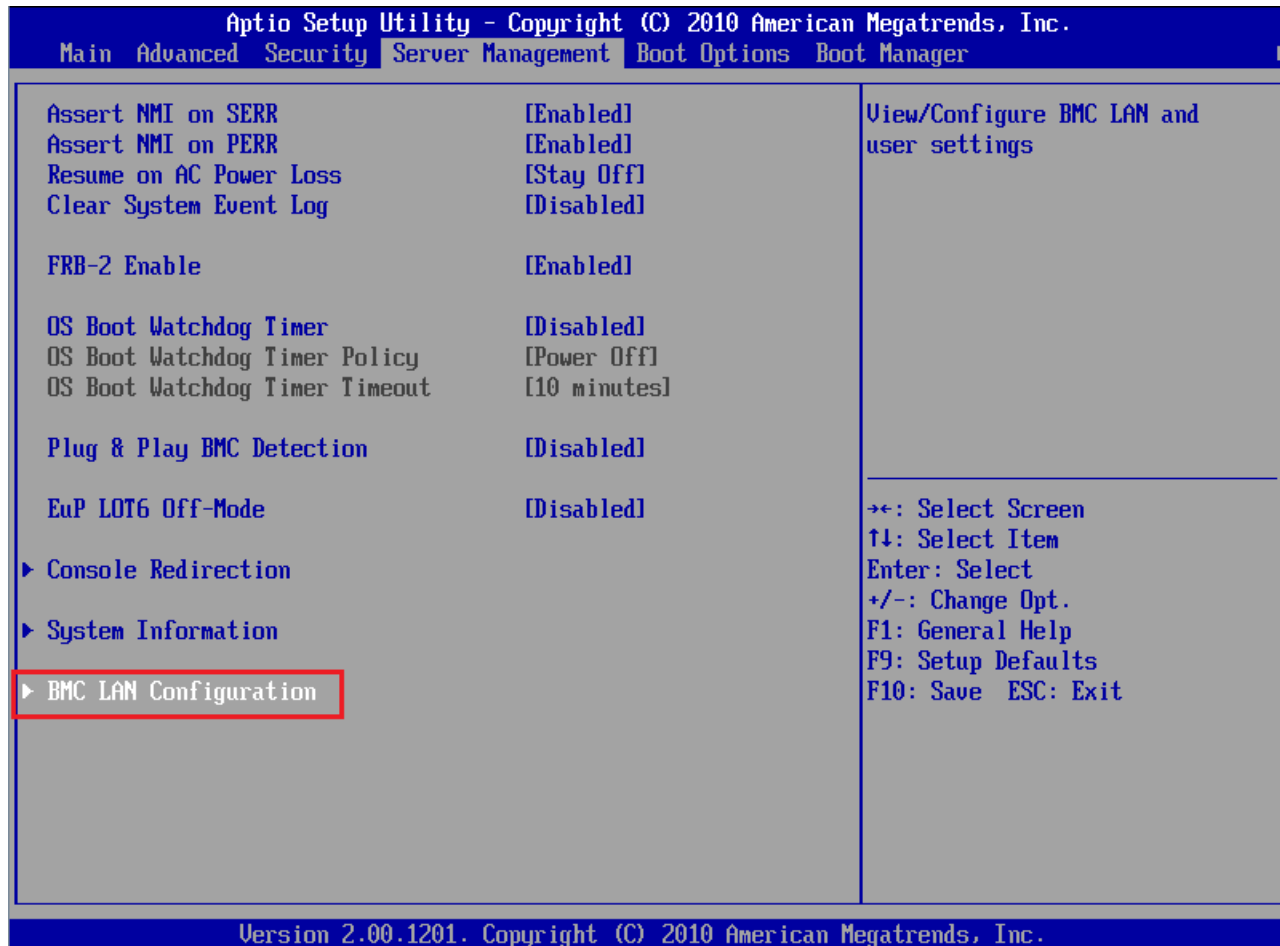 Aptio Setup Utility - Copyright (C) 2010 American Megatrends, Inc.
Main Advanced Security Server Management Boot Options Boot Manager
Assert NMI on SERR [Enabled]
Assert NMI on PERR [Enabled]
Resume on AC Power Loss [Stay Off]
Clear System Event Log [Disabled]
FRB-2 Enable [Enabled]
OS Boot Watchdog Timer [Disabled]
OS Boot Watchdog Timer Policy [Power Off]
OS Boot Watchdog Timer Timeout [10 minutes]
Plug & Play BMC Detection [Disabled]
EuP LOT6 Off-Mode [Disabled]
▶ Console Redirection
▶ System Information
▶ BMC LAN Configuration
View/Configure BMC LAN and
user settings
→←: Select Screen
↑↓: Select Item
Enter: Select
+/-: Change Opt.
F1: General Help
F9: Setup Defaults
F10: Save ESC: Exit
Version 2.00.1201. Copyright (C) 2010 American Megatrends, Inc.